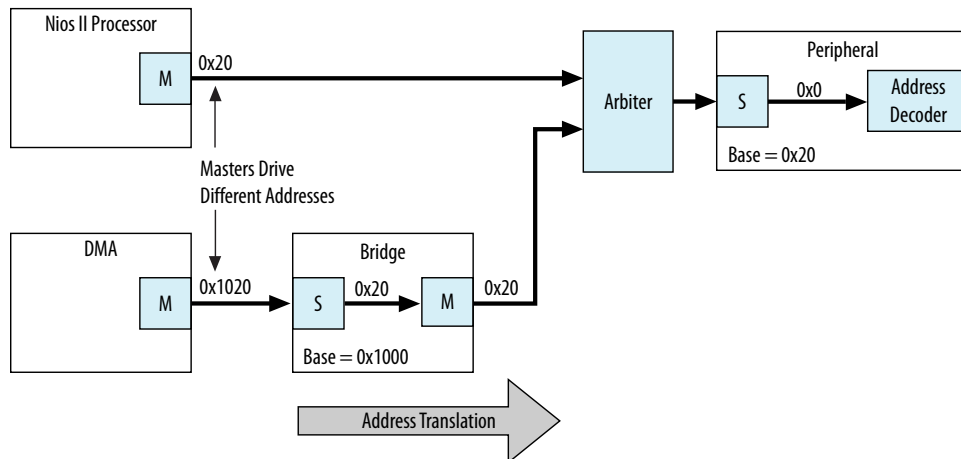 Nios II Processor
M
0x20
Arbiter
Peripheral
S
0x0
Address
Decoder
Base = 0x20
Masters Drive
Different Addresses
DMA
M
0x1020
Bridge
S
0x20
M
0x20
Base = 0x1000
Address Translation